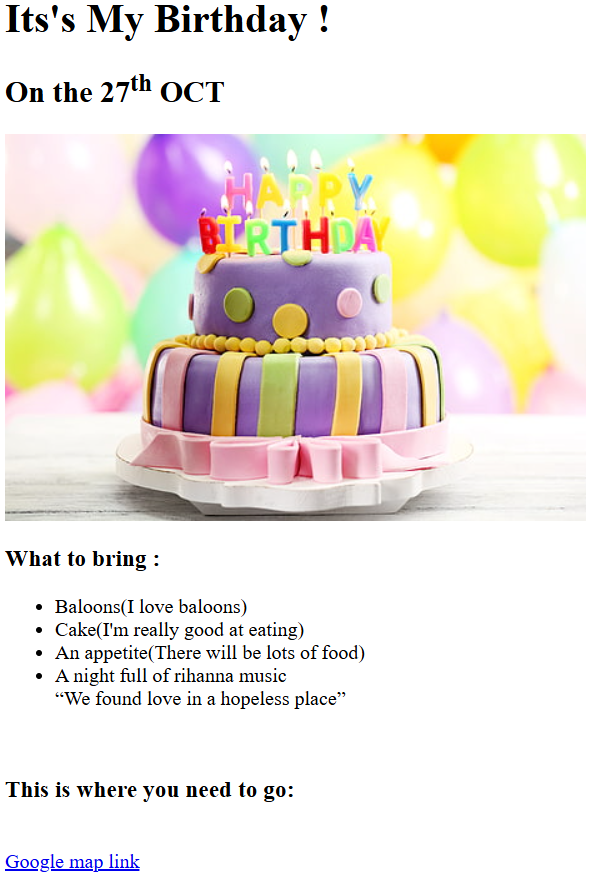 Its's My Birthday !
On the 27th OCT
HAPPY
BIRTHDAY
What to bring :
Baloons(I love baloons)
Cake(I'm really good at eating)
An appetite(There will be lots of food)
A night full of rihanna music
“We found love in a hopeless place”
This is where you need to go:
Google map link